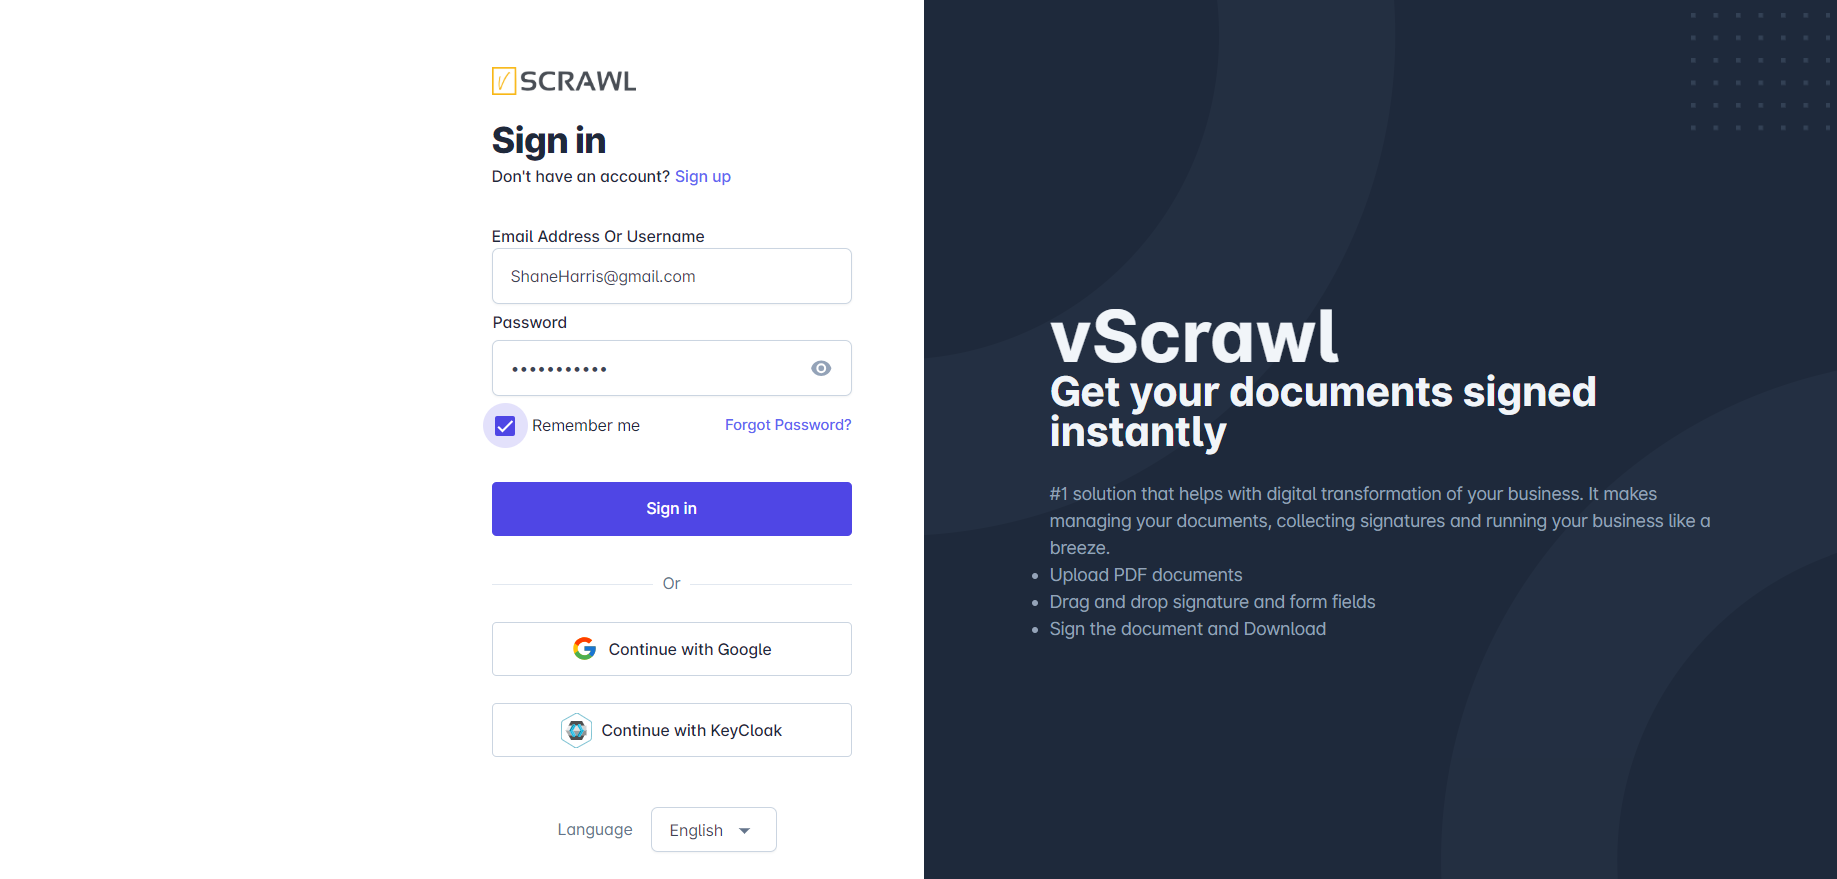 V SCRAWL
Sign in
Don't have an account? Sign up
Email Address Or Username
ShaneHarris@gmail.com
Password
•••••••••••
Remember me
Forgot Password?
Sign in
Or
Continue with Google
Continue with KeyCloak
Language
English
vScrawl
Get your documents signed
instantly
#1 solution that helps with digital transformation of your business. It makes
managing your documents, collecting signatures and running your business like a
breeze.
• Upload PDF documents
• Drag and drop signature and form fields
• Sign the document and Download